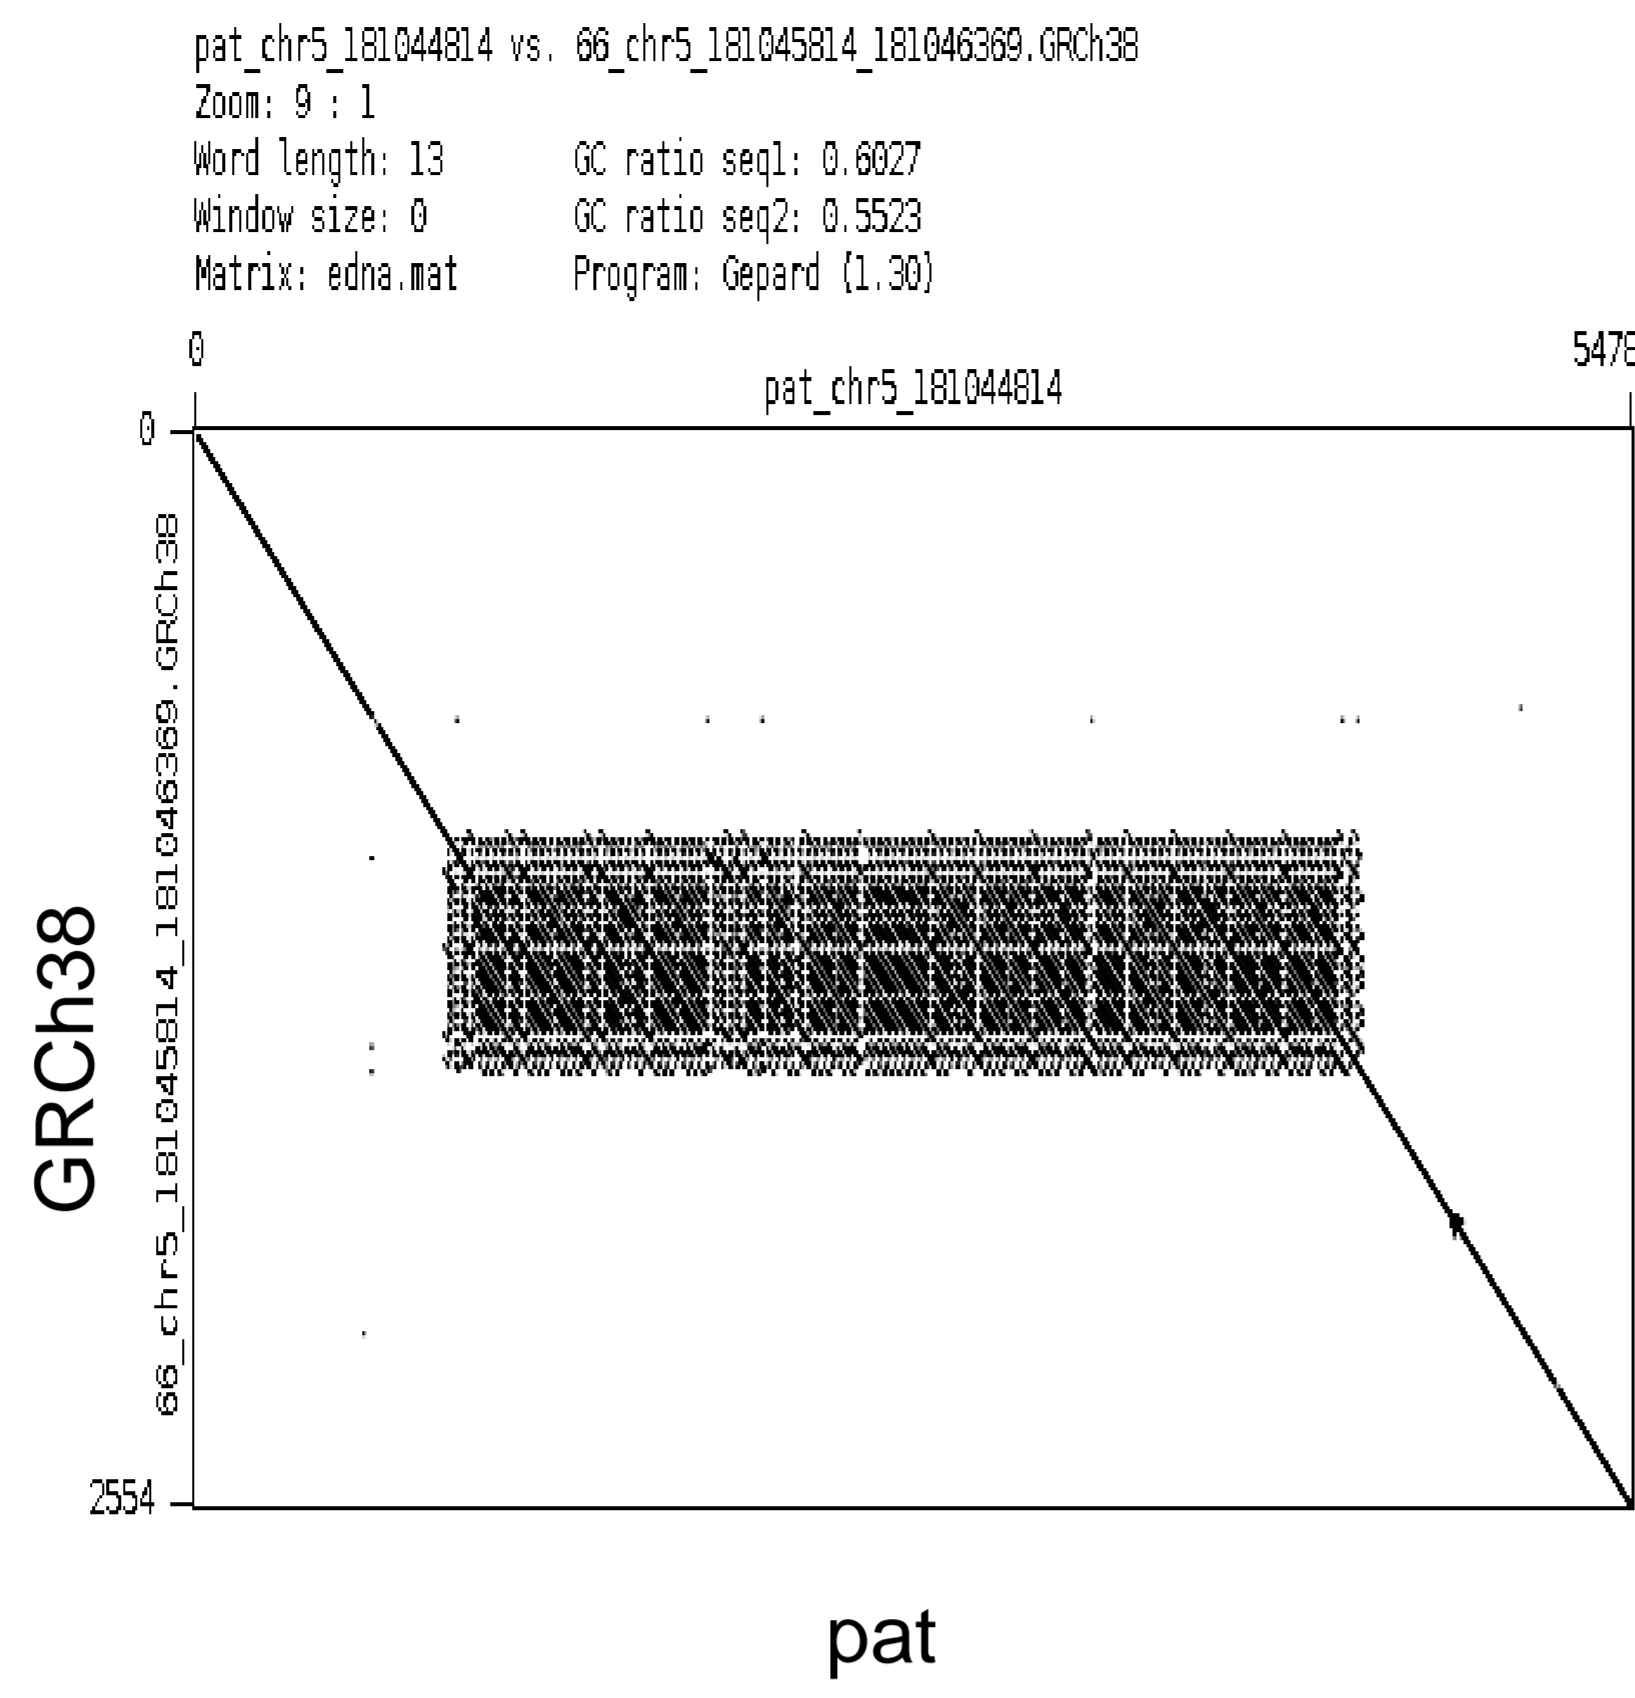 pat_chr5_181044814 vs. 66_chr5_181045814_181046369.GRCh38
Zoom: 9 : 1
Word length: 13 GC ratio seq1: 0.6027
Window size: 0 GC ratio seq2: 0.5523
Matrix: edna.mat Program: Gepard (1.30)
0 5478
pat_chr5_181044814
0
66_chr5_181045814_181046369.GRCh38
GRCh38
2554
pat